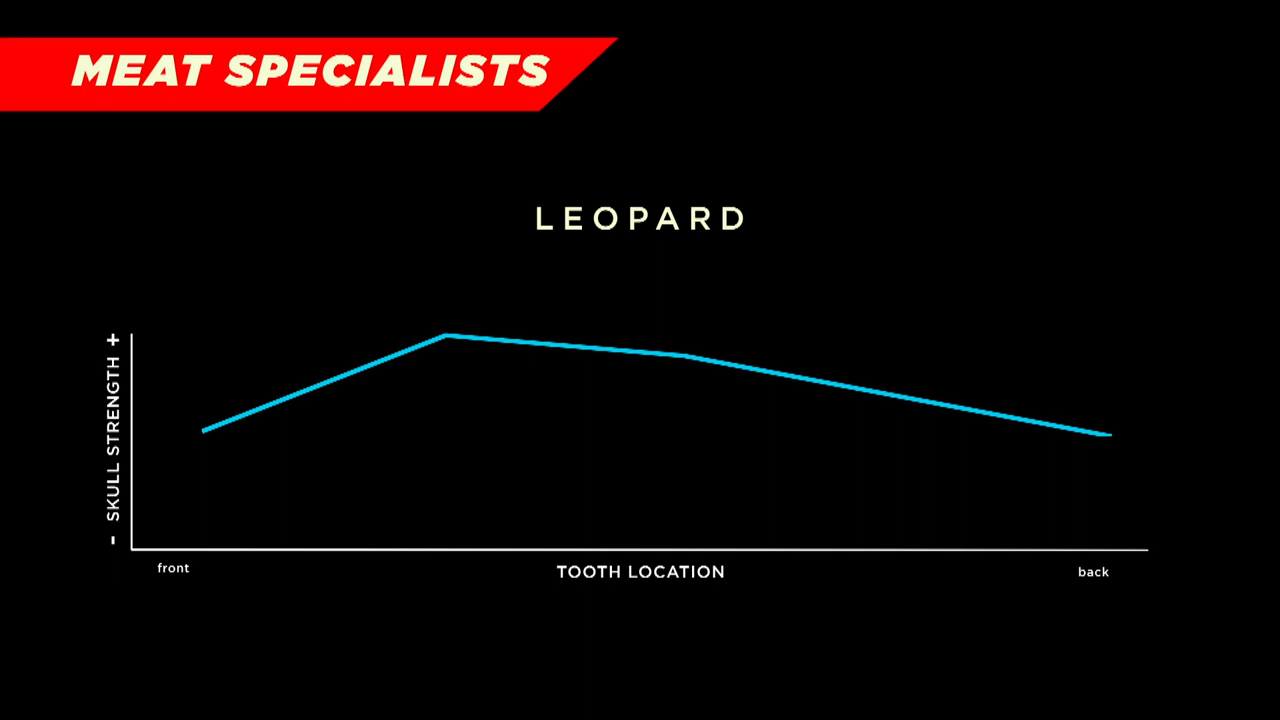 MEAT SPECIALISTS
LEOPARD
- SKULL STRENGTH +
front
TOOTH LOCATION
back